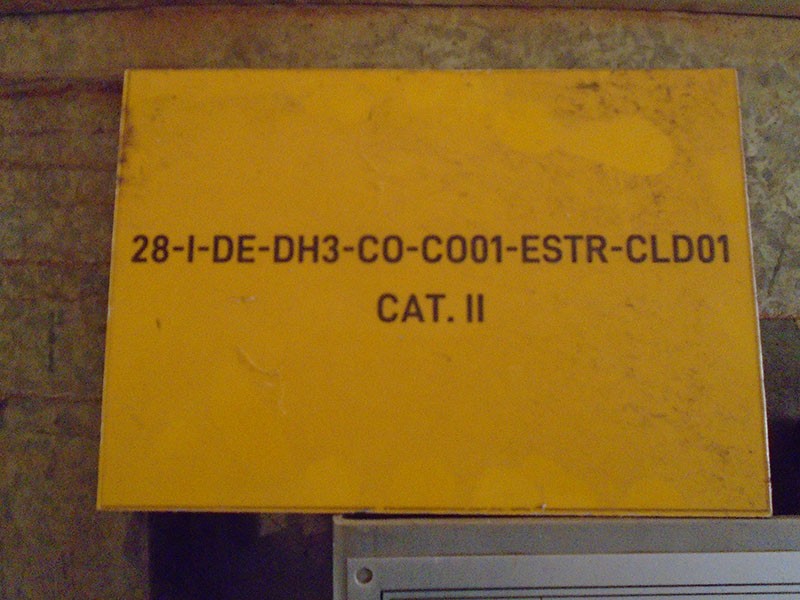 28-I-DE-DH3-CO-CO01-ESTR-CLD01
CAT. II